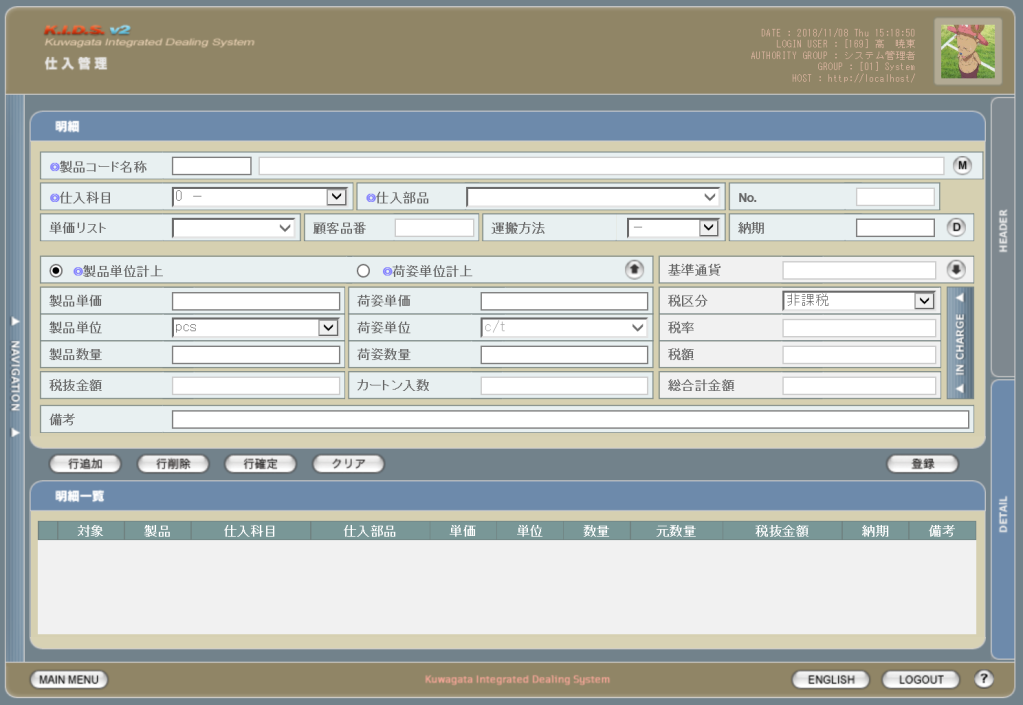 K.I.D.S. v2
Kuwagata Integrated Dealing System
仕入管理
DATE : 2018/11/08 Thu 15:18:50
LOGIN USER : [169] 高 暁東
AUTHORITY GROUP : システム管理者
GROUP : [01] System
HOST : http://localhost/
明細
◎製品コード名称 M
◎仕入科目 0 － ◎仕入部品 No.
単価リスト 顧客品番 運搬方法 － 納期 D
◎製品単位計上 ◎荷姿単位計上 基準通貨
製品単価 荷姿単価 税区分 非課税
製品単位 pcs 荷姿単位 c/t 税率
製品数量 荷姿数量 税額
税抜金額 カートン入数 総合計金額
備考
NAVIGATION
IN CHARGE
HEADER
DETAIL
行追加 行削除 行確定 クリア 登録
明細一覧
対象 製品 仕入科目 仕入部品 単価 単位 数量 元数量 税抜金額 納期 備考
MAIN MENU Kuwagata Integrated Dealing System ENGLISH LOGOUT ?